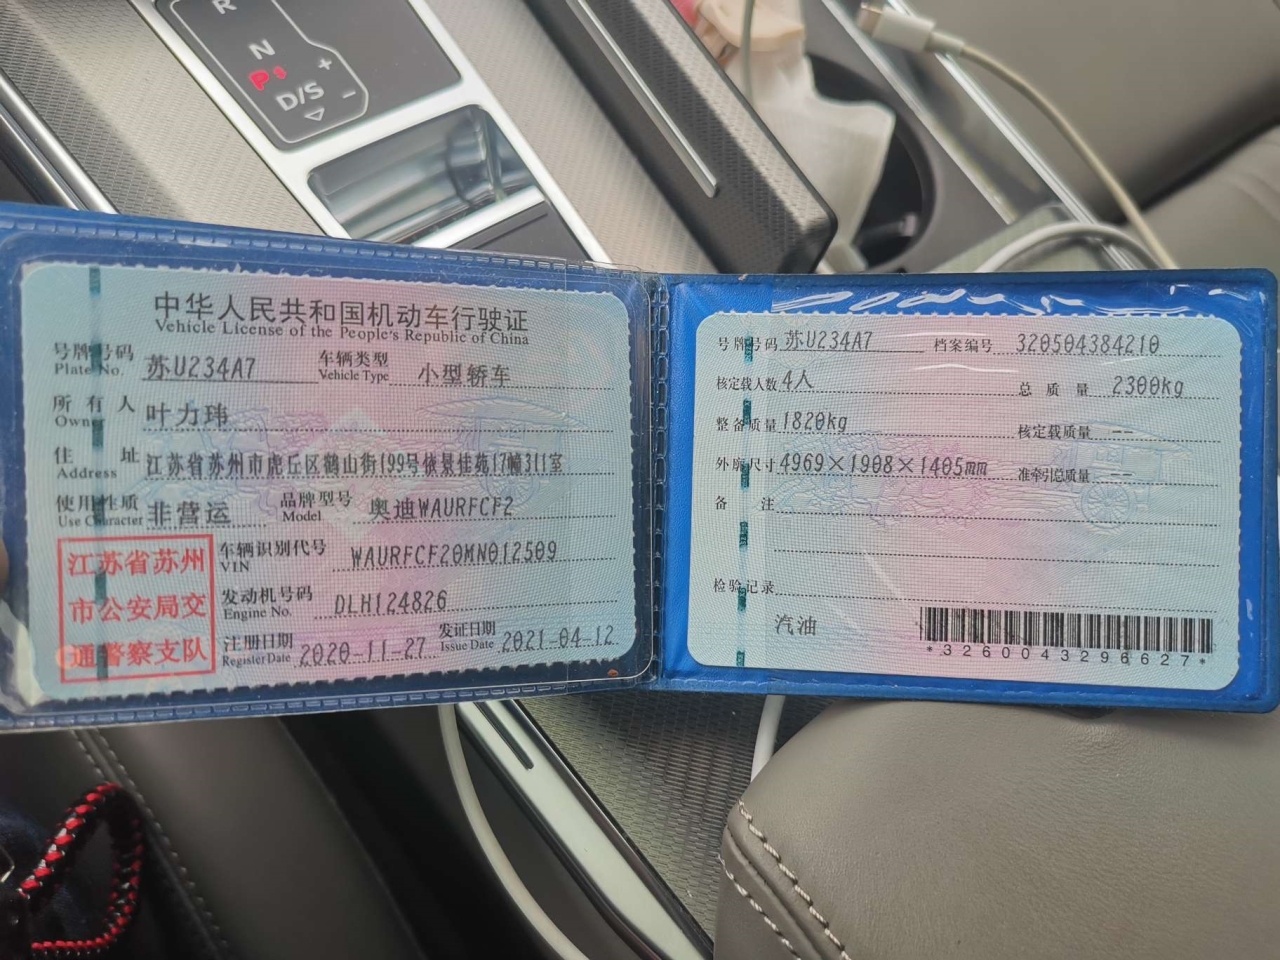 R
N
P
D/S
+
−
中华人民共和国机动车行驶证
Vehicle License of the People's Republic of China
号牌号码 苏U234A7 车辆类型 小型轿车
Plate No. Vehicle Type
所有人 叶力玮
Owner
住址 江苏省苏州市虎丘区鹤山街199号依景佳苑17幢311室
Address
使用性质 非营运 品牌型号 奥迪WAURFCF2
Use Character Model
江苏省苏州
市公安局交
通警察支队
车辆识别代号 WAURFCF20MN012509
VIN
发动机号码 DLH124826
Engine No.
注册日期 2020-11-27 发证日期 2021-04-12
Register Date Issue Date
号牌号码 苏U234A7 档案编号 320504384210
核定载人数 4人 总质量 2300kg
整备质量 1820kg 核定载质量 --
外廓尺寸 4969×1908×1405mm 准牵引总质量 --
备注
检验记录
汽油
*3260043296627*